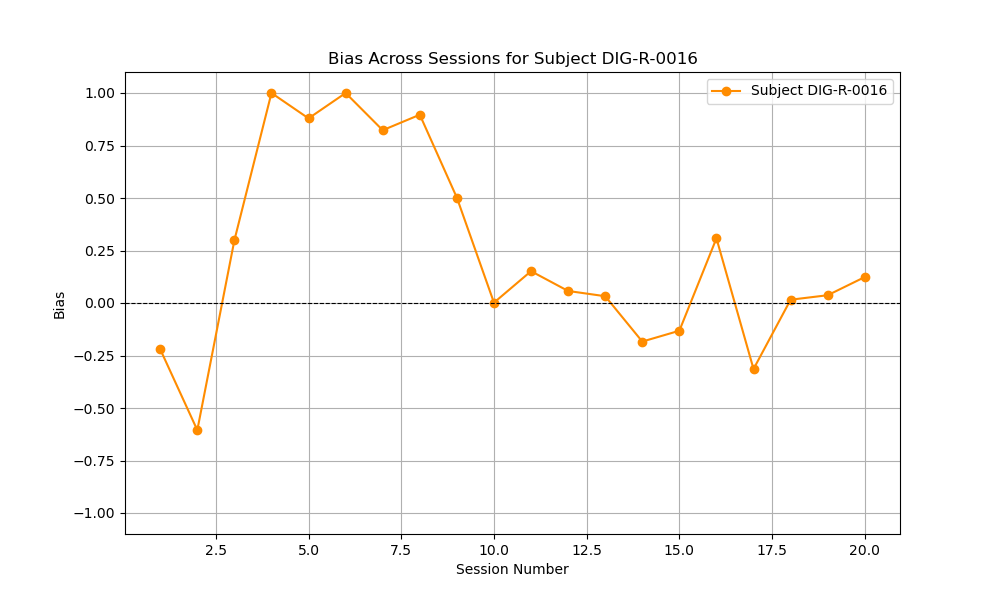 Bias Across Sessions for Subject DIG-R-0016
Subject DIG-R-0016
1.00
0.75
0.50
0.25
0.00
−0.25
−0.50
−0.75
−1.00
Bias
2.5 5.0 7.5 10.0 12.5 15.0 17.5 20.0
Session Number